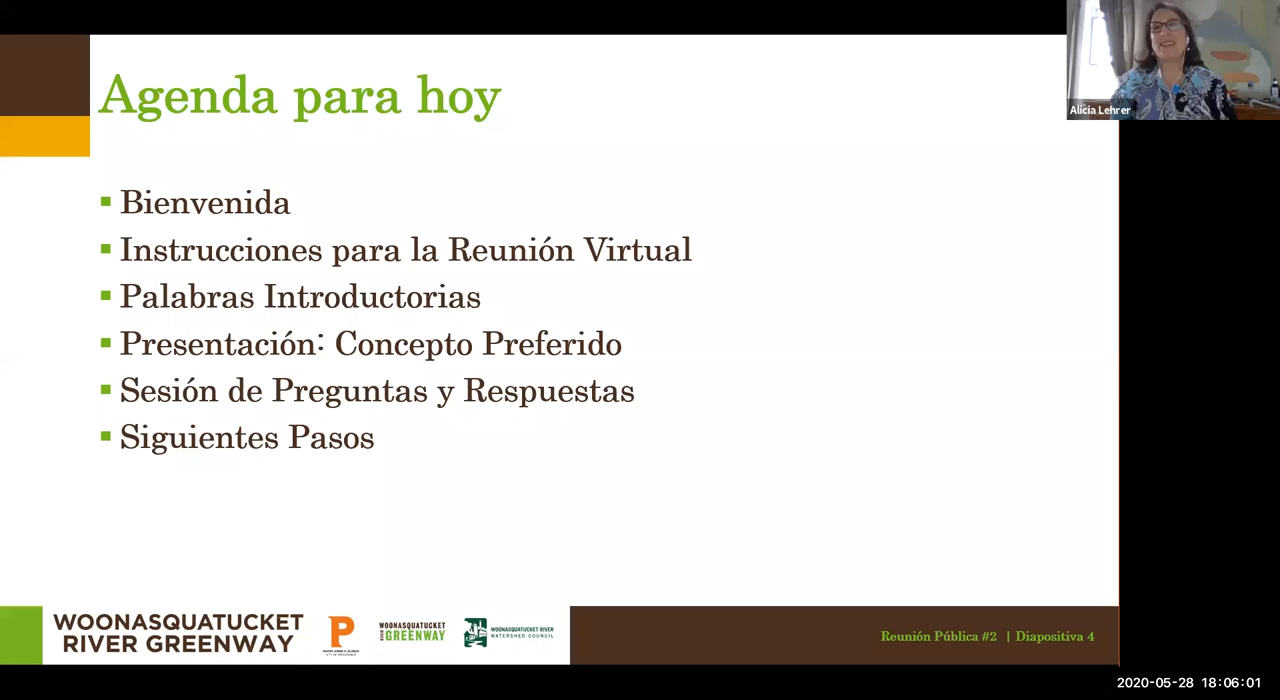 Agenda para hoy
Bienvenida
Instrucciones para la Reunión Virtual
Palabras Introductorias
Presentación: Concepto Preferido
Sesión de Preguntas y Respuestas
Siguientes Pasos
Alicia Lehrer
WOONASQUATUCKET
RIVER GREENWAY
P
WOONASQUATUCKET
RIVER GREENWAY
WOONASQUATUCKET RIVER
WATERSHED COUNCIL
Reunión Pública #2 | Diapositiva 4
2020-05-28 18:06:01